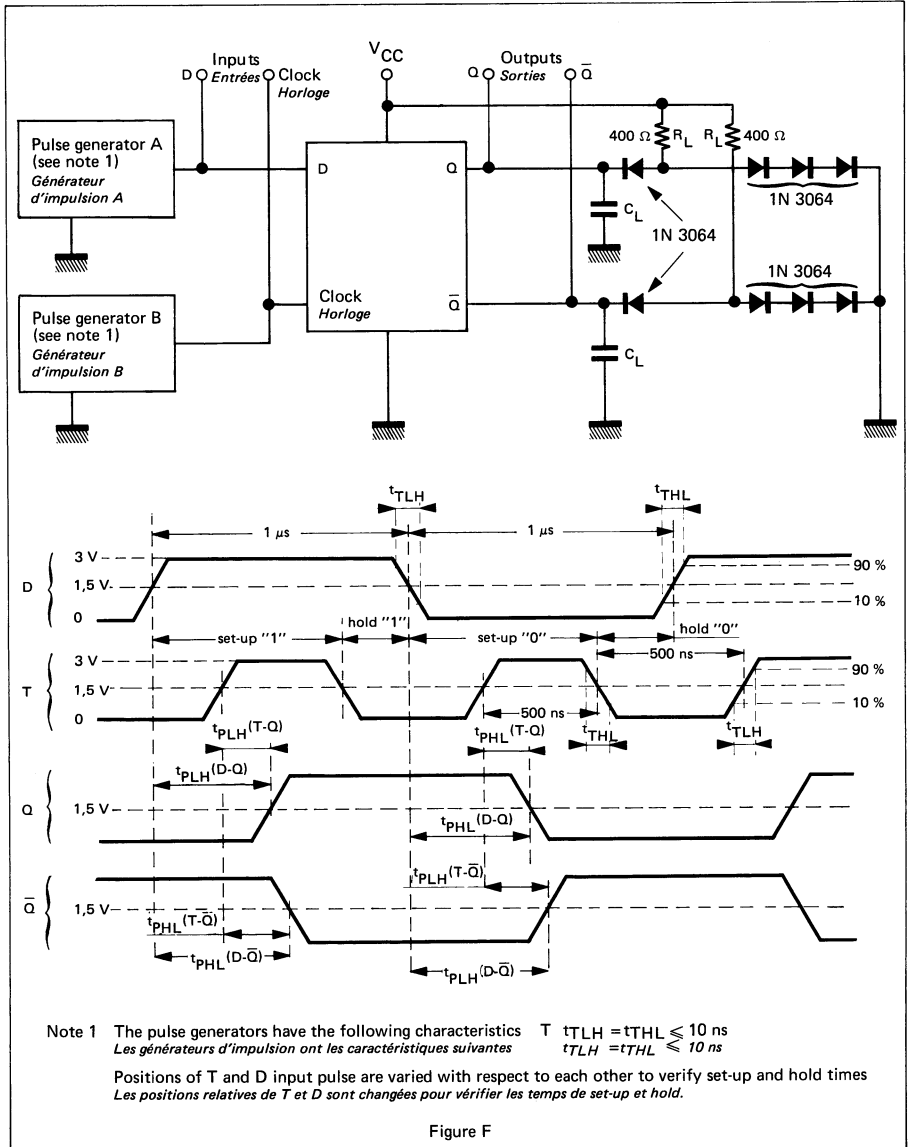 Inputs
Entrées
D
Clock
Horloge
VCC
Outputs
Sorties
Q
Q̅
Pulse generator A
(see note 1)
Générateur
d'impulsion A
Pulse generator B
(see note 1)
Générateur
d'impulsion B
D
Q
Clock
Horloge
Q̅
400 Ω
RL
RL
400 Ω
CL
1N 3064
1N 3064
1N 3064
CL
tTLH
tTHL
1 µs
1 µs
D
3 V
1,5 V
0
90 %
10 %
set-up "1"
hold "1"
set-up "0"
hold "0"
500 ns
T
3 V
1,5 V
0
90 %
10 %
500 ns
tTHL
tTLH
tPLH(T-Q)
tPHL(T-Q)
tPLH(D-Q)
Q
1,5 V
tPHL(D-Q)
tPLH(T-Q̅)
Q̅
1,5 V
tPHL(T-Q̅)
tPHL(D-Q̅)
tPLH(D-Q̅)
Note 1 The pulse generators have the following characteristics T tTLH = tTHL ⩽ 10 ns
Les générateurs d'impulsion ont les caractéristiques suivantes tTLH = tTHL ⩽ 10 ns
Positions of T and D input pulse are varied with respect to each other to verify set-up and hold times
Les positions relatives de T et D sont changées pour vérifier les temps de set-up et hold.
Figure F